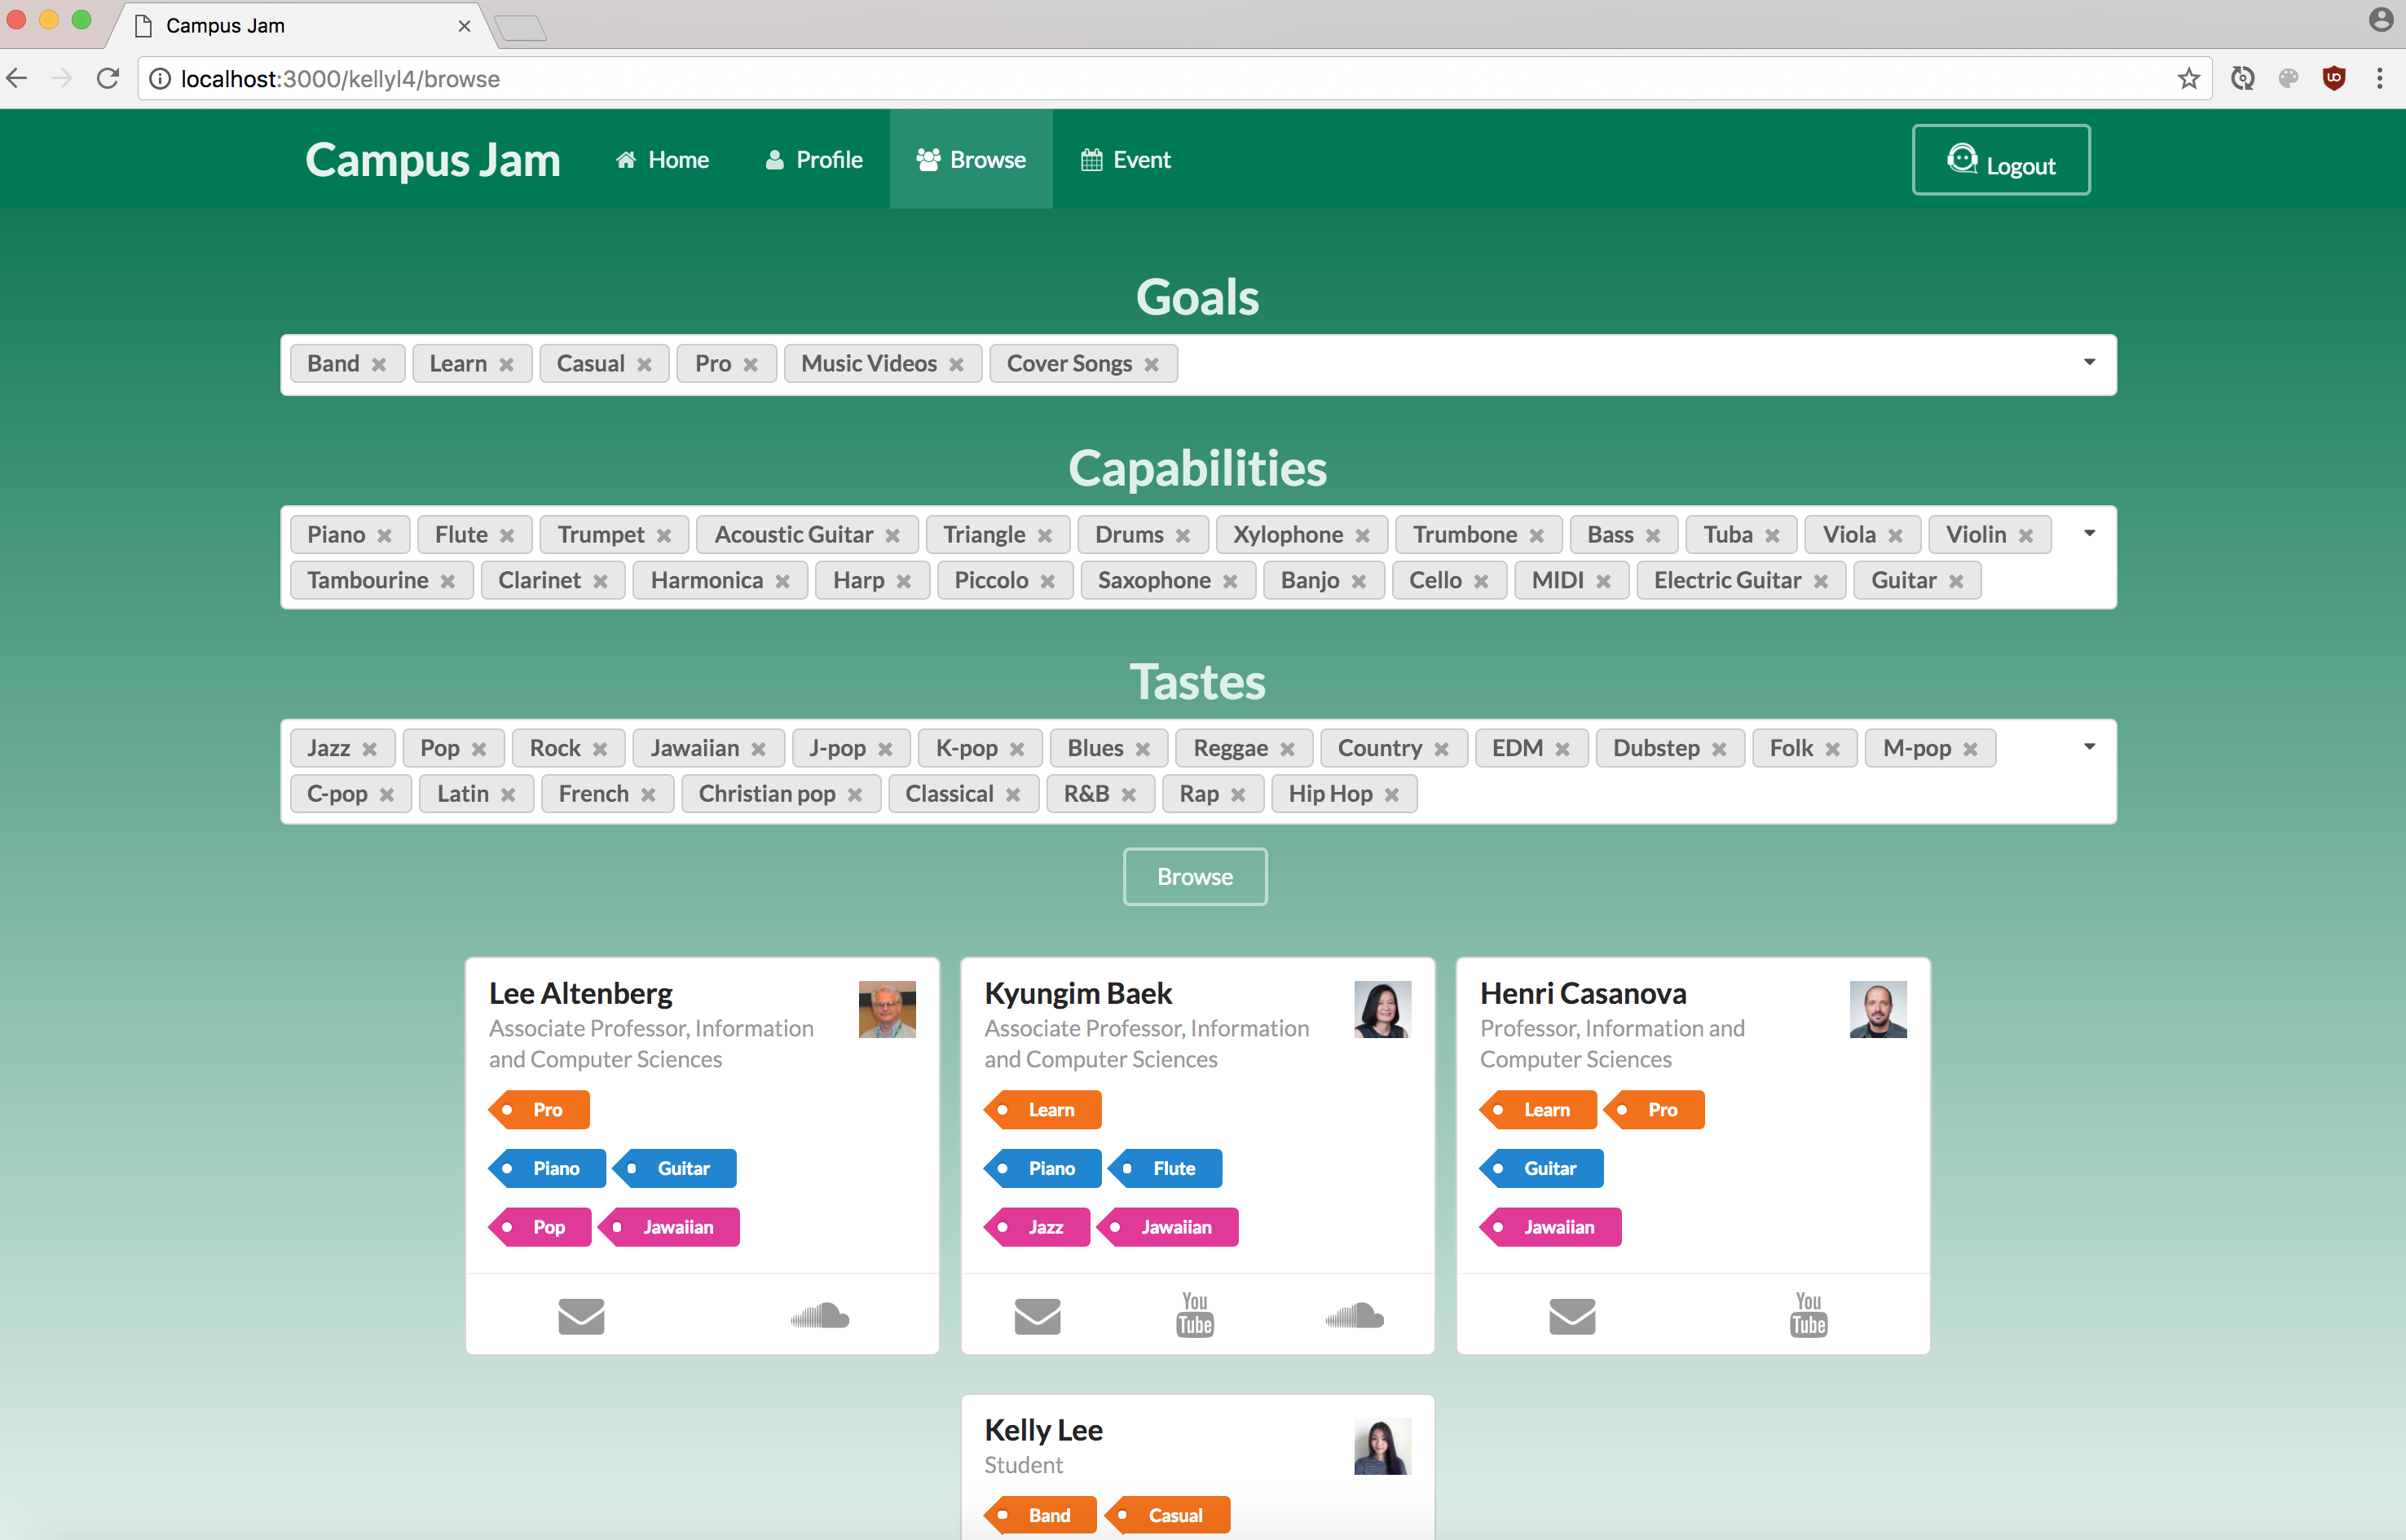 Campus Jam
localhost:3000/kellyl4/browse
Campus Jam Home Profile Browse Event Logout
Goals
Band Learn Casual Pro Music Videos Cover Songs
Capabilities
Piano Flute Trumpet Acoustic Guitar Triangle Drums Xylophone Trumbone Bass Tuba Viola Violin
Tambourine Clarinet Harmonica Harp Piccolo Saxophone Banjo Cello MIDI Electric Guitar Guitar
Tastes
Jazz Pop Rock Jawaiian J-pop K-pop Blues Reggae Country EDM Dubstep Folk M-pop
C-pop Latin French Christian pop Classical R&B Rap Hip Hop
Browse
Lee Altenberg
Associate Professor, Information
and Computer Sciences
Pro
Piano Guitar
Pop Jawaiian
Kyungim Baek
Associate Professor, Information
and Computer Sciences
Learn
Piano Flute
Jazz Jawaiian
You
Tube
Henri Casanova
Professor, Information and
Computer Sciences
Learn Pro
Guitar
Jawaiian
You
Tube
Kelly Lee
Student
Band Casual